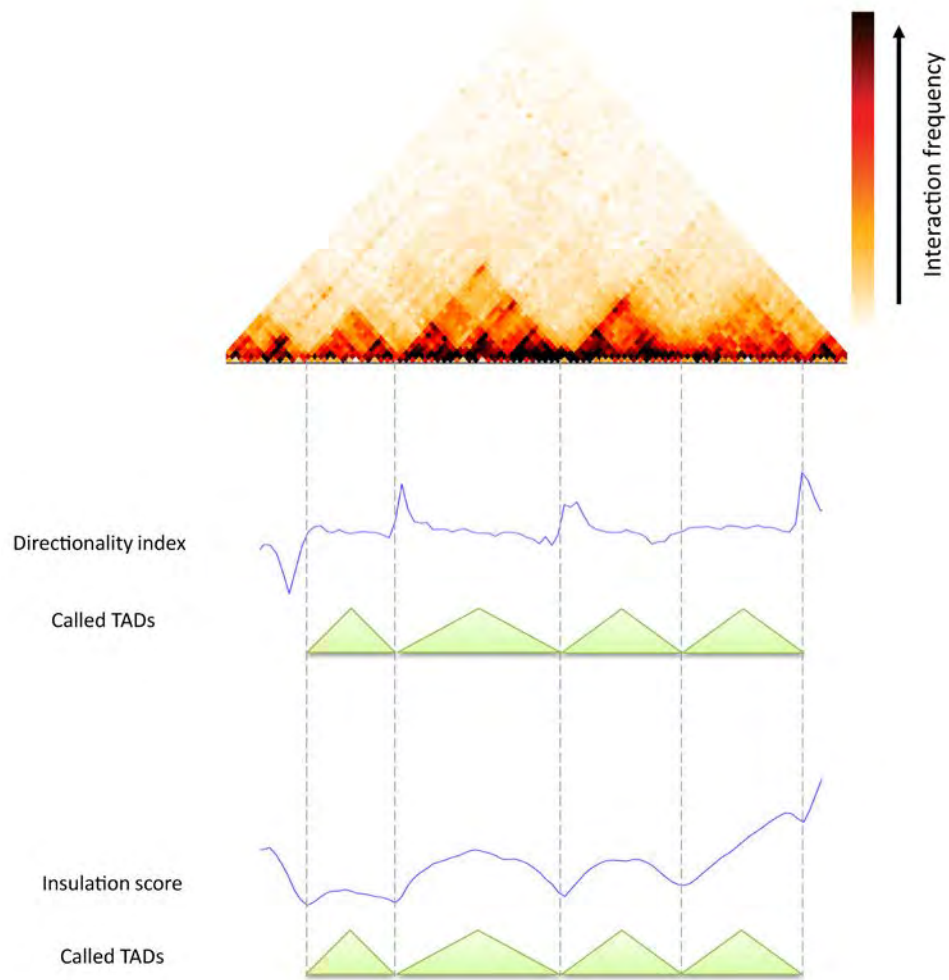 Interaction frequency
Directionality index
Called TADs
Insulation score
Called TADs